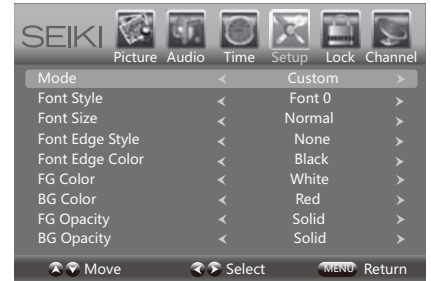 SEIKI
Picture Audio Time Setup Lock Channel
Mode Custom
Font Style Font 0
Font Size Normal
Font Edge Style None
Font Edge Color Black
FG Color White
BG Color Red
FG Opacity Solid
BG Opacity Solid
Move Select MENU Return